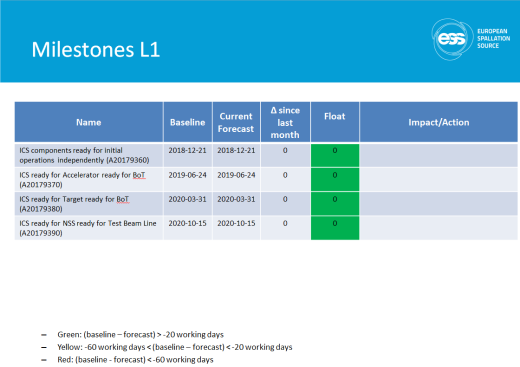 Milestones L1
ess
EUROPEAN
SPALLATION
SOURCE
Name
Baseline
Current
Forecast
Δ since
last
month
Float
Impact/Action
ICS components ready for initial
operations independently (A20179360)
2018-12-21
2018-12-21
0
0
ICS ready for Accelerator ready for BoT
(A20179370)
2019-06-24
2019-06-24
0
0
ICS ready for Target ready for BoT
(A20179380)
2020-03-31
2020-03-31
0
0
ICS ready for NSS ready for Test Beam Line
(A20179390)
2020-10-15
2020-10-15
0
0
– Green: (baseline – forecast) > -20 working days
– Yellow: -60 working days < (baseline – forecast) < -20 working days
– Red: (baseline - forecast) < -60 working days